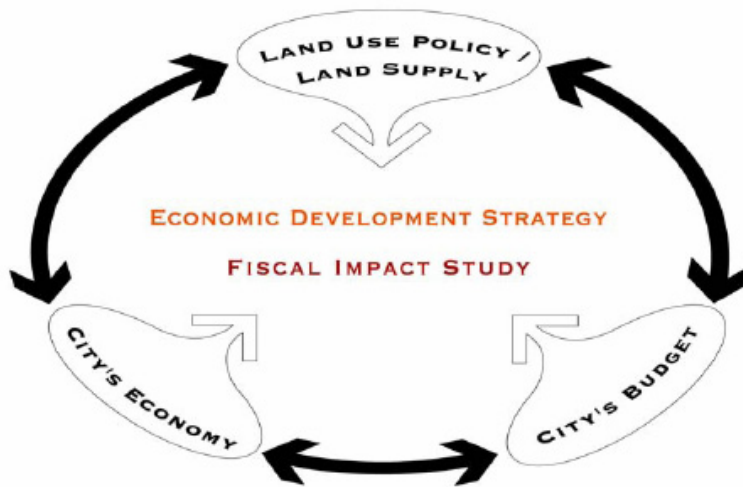 LAND USE POLICY /
LAND SUPPLY
ECONOMIC DEVELOPMENT STRATEGY
FISCAL IMPACT STUDY
CITY'S ECONOMY
CITY'S BUDGET